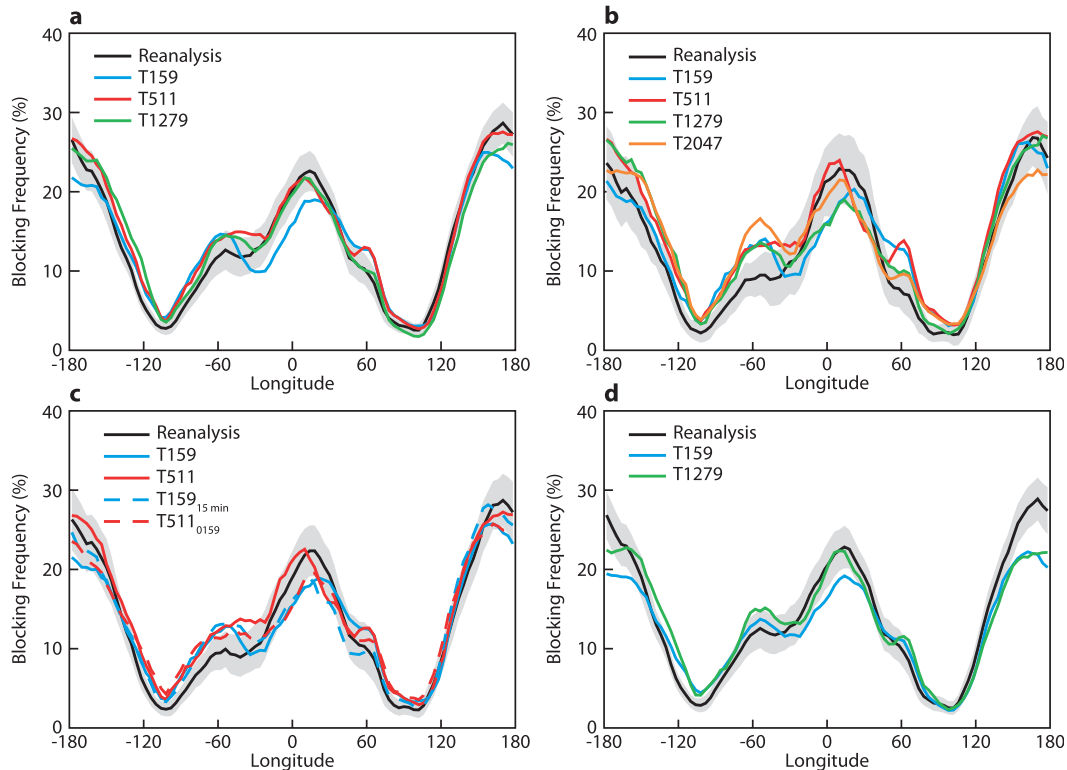 a
40
30
20
10
0
Blocking Frequency (%)
Reanalysis
T159
T511
T1279
-180 -120 -60 0 60 120 180
Longitude
b
40
30
20
10
0
Blocking Frequency (%)
Reanalysis
T159
T511
T1279
T2047
-180 -120 -60 0 60 120 180
Longitude
c
40
30
20
10
0
Blocking Frequency (%)
Reanalysis
T159
T511
T159 15 min
T511 0159
-180 -120 -60 0 60 120 180
Longitude
d
40
30
20
10
0
Blocking Frequency (%)
Reanalysis
T159
T1279
-180 -120 -60 0 60 120 180
Longitude